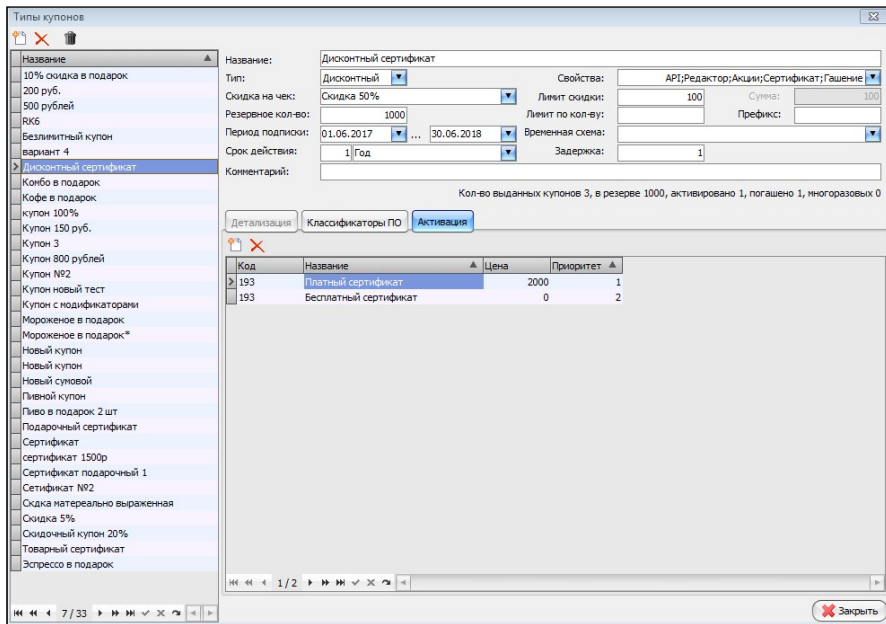 Типы купонов
Название
10% скидка в подарок
200 руб.
500 рублей
RK6
Безлимитный купон
вариант 4
Дисконтный сертификат
Комбо в подарок
Кофе в подарок
купон 100%
Купон 150 руб.
Купон 3
Купон 800 рублей
Купон №2
Купон новый тест
Купон с модификаторами
Мороженое в подарок
Мороженое в подарок*
Новый купон
Новый купон
Новый сумовой
Пивной купон
Пиво в подарок 2 шт
Подарочный сертификат
Сертификат
сертификат 1500р
Сертификат подарочный 1
Сетификат №2
Скдка матереально выраженная
Скидка 5%
Скидочный купон 20%
Товарный сертификат
Эспрессо в подарок
7 / 33
Название: Дисконтный сертификат
Тип: Дисконтный Свойства: API;Редактор;Акции;Сертификат;Гашение
Скидка на чек: Скидка 50% Лимит скидки: 100 Сумма: 100
Резервное кол-во: 1000 Лимит по кол-ву: Префикс:
Период подписки: 01.06.2017 ... 30.06.2018 Временная схема:
Срок действия: 1 Год Задержка: 1
Комментарий:
Кол-во выданных купонов 3, в резерве 1000, активировано 1, погашено 1, многоразовых 0
Детализация Классификаторы ПО Активация
Код Название Цена Приоритет
193 Платный сертификат 2000 1
193 Бесплатный сертификат 0 2
1 / 2
Закрыть